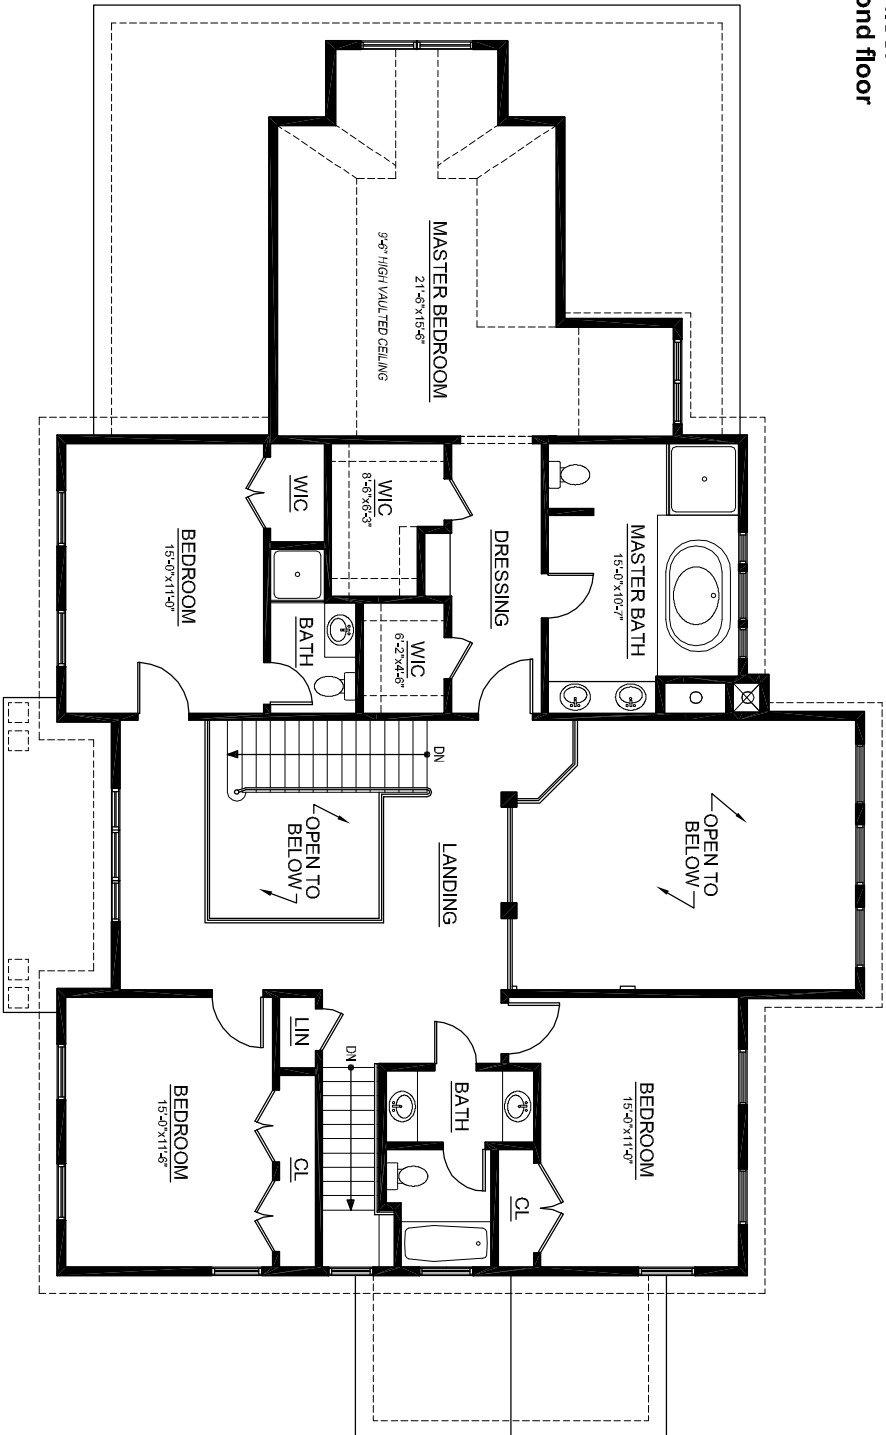 ond floor
MASTER BEDROOM
21'-6"x15'-6"
9'-6" HIGH VAULTED CEILING
MASTER BATH
15'-0"x10'-7"
DRESSING
WIC
8'-6"x6'-3"
WIC
WIC
6'-2"x4'-6"
BATH
BEDROOM
15'-0"x11'-0"
OPEN TO
BELOW
DN
LANDING
OPEN TO
BELOW
BEDROOM
15'-0"x11'-0"
BATH
CL
DN
LIN
CL
BEDROOM
15'-0"x11'-6"